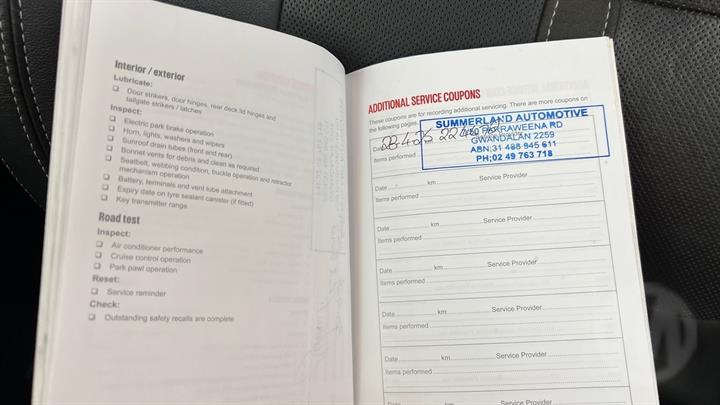 Interior / exterior
Lubricate:
Door strikers, door hinges, rear deck lid hinges and
tailgate strikers / latches
Inspect:
Electric park brake operation
Horn, lights, washers and wipers
Sunroof drain tubes (front and rear)
Bonnet vents for debris and clean as required
Seatbelt, webbing condition, buckle operation and retractor
mechanism operation
Battery, terminals and vent tube attachment
Expiry date on tyre sealant canister (if fitted)
Key transmitter range
Road test
Inspect:
Air conditioner performance
Cruise control operation
Park pawl operation
Reset:
Service reminder
Check:
Outstanding safety recalls are complete
ADDITIONAL SERVICE COUPONS
These coupons are for recording additional servicing. There are more coupons on
the following pages.
SUMMERLAND AUTOMOTIVE
PARRAWEENA RD
GWANDALAN 2259
ABN:31 488 945 611
PH;02 49 763 718
Date 28.4.25
Items performed
Date km Service Provider
Items performed
Date km Service Provider
Items performed
Date km Service Provider
Items performed
Date km Service Provider
Items performed
Date km Service Provider
Items performed
Date km